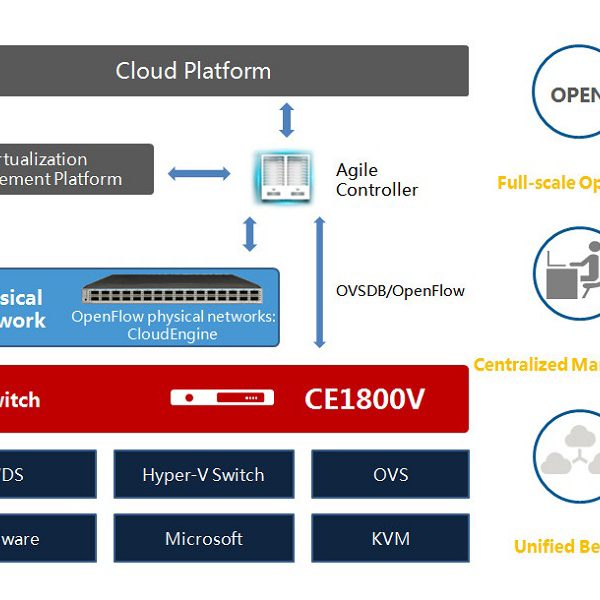 Cloud Platform
OPEN
rtualization
ement Platform
Agile
Controller
Full-scale Op
sical
work
OpenFlow physical networks:
CloudEngine
OVSDB/OpenFlow
Centralized Ma
witch
CE1800V
DS
Hyper-V Switch
OVS
ware
Microsoft
KVM
Unified Be